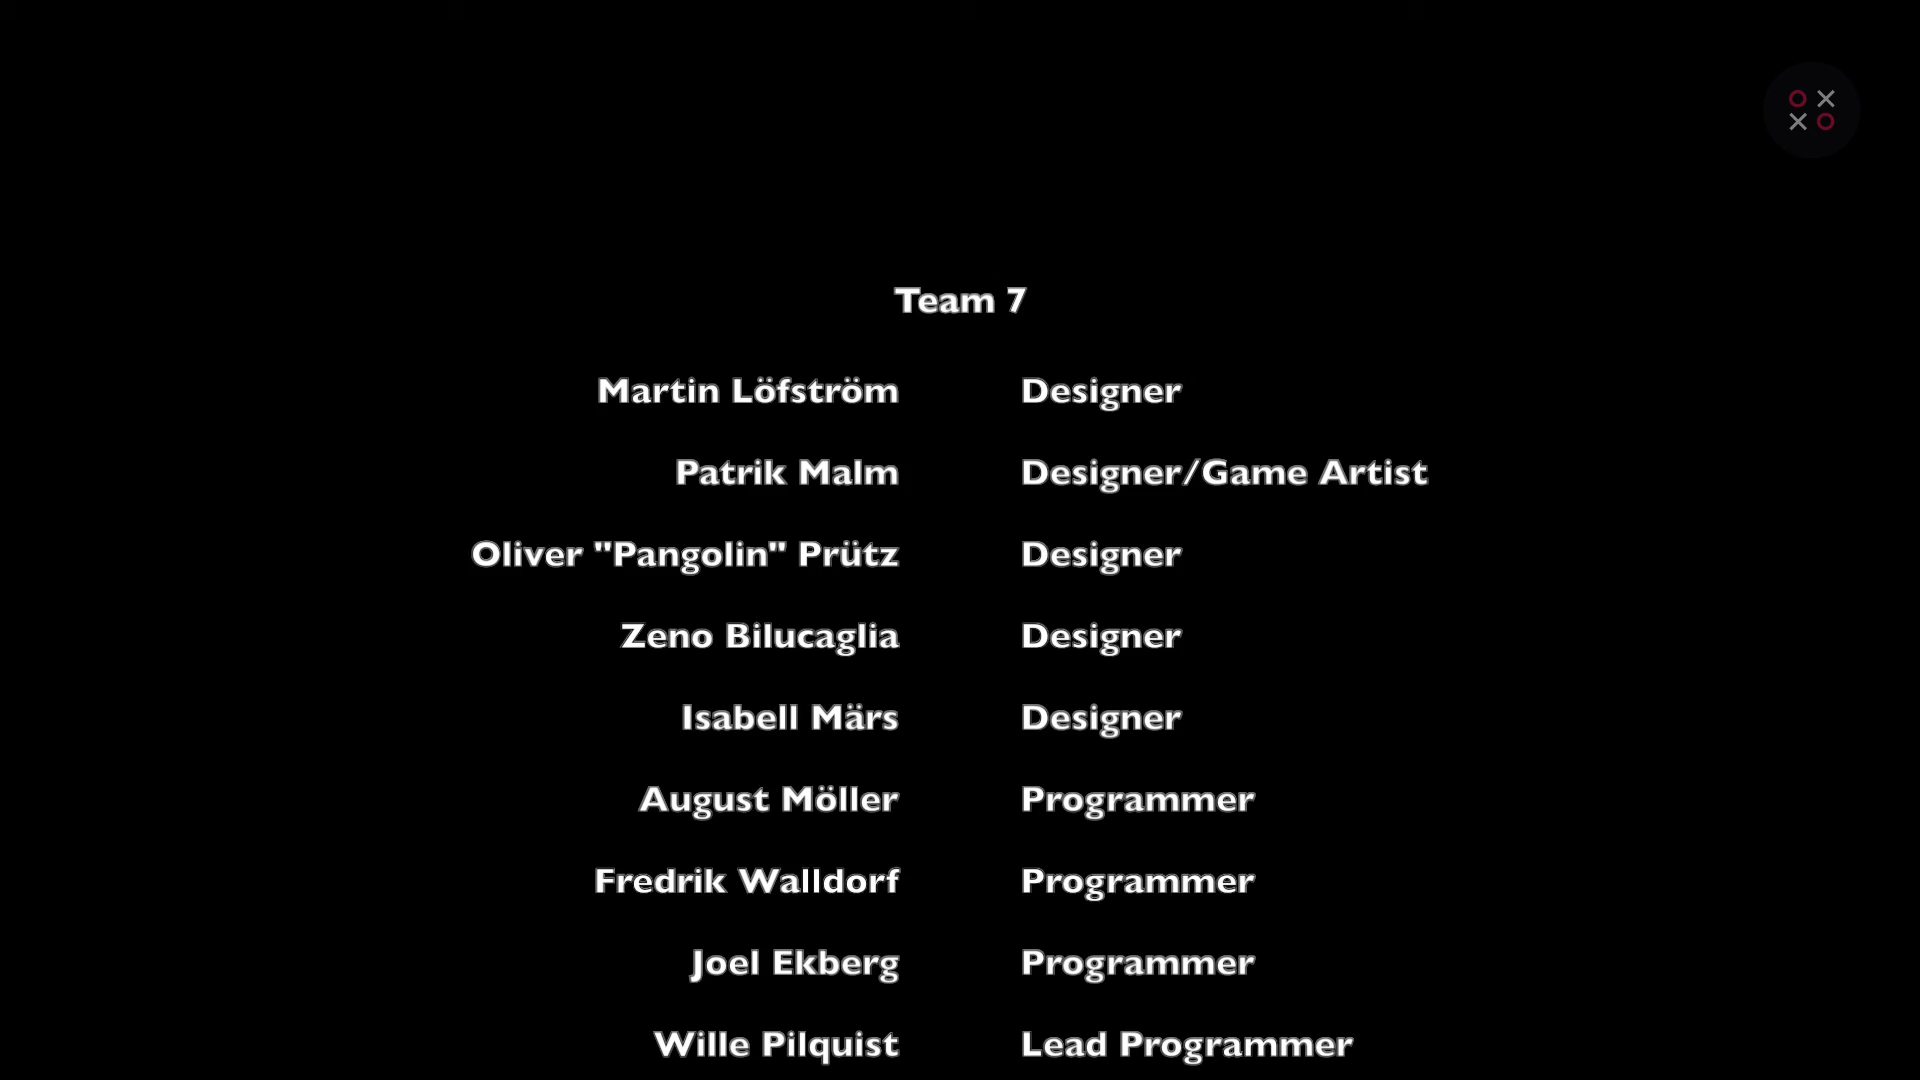 Team 7
Martin Löfström Designer
Patrik Malm Designer/Game Artist
Oliver "Pangolin" Prütz Designer
Zeno Bilucaglia Designer
Isabell Märs Designer
August Möller Programmer
Fredrik Walldorf Programmer
Joel Ekberg Programmer
Wille Pilquist Lead Programmer